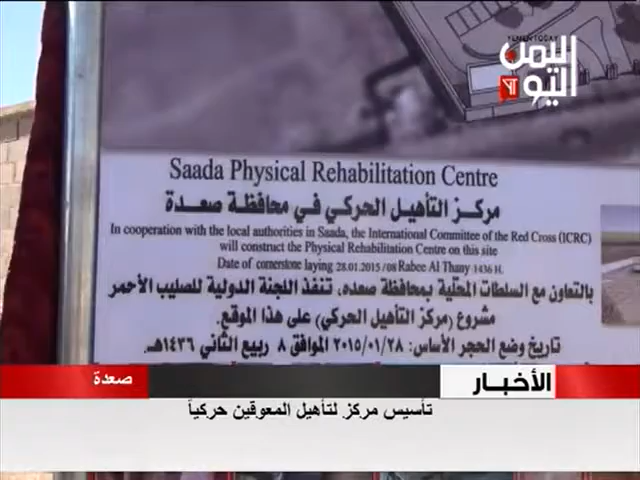 YEMEN TODAY
اليمن
اليوم
Saada Physical Rehabilitation Centre
مركز التأهيل الحركي في محافظة صعدة
In cooperation with the local authorities in Saada, the International Committee of the Red Cross (ICRC)
will construct the Physical Rehabilitation Centre on this site
Date of cornerstone laying 28.01.2015 /08 Rabee Al Thany 1436 H.
بالتعاون مع السلطات المحلية بمحافظة صعده، تنفذ اللجنة الدولية للصليب الأحمر
مشروع (مركز التأهيل الحركي) على هذا الموقع.
تاريخ وضع الحجر الأساس: ٢٠١٥/٠١/٢٨ الموافق ٨ ربيع الثاني ١٤٣٦هـ.
الأخبار
صعدة
تأسيس مركز لتأهيل المعوقين حركياً